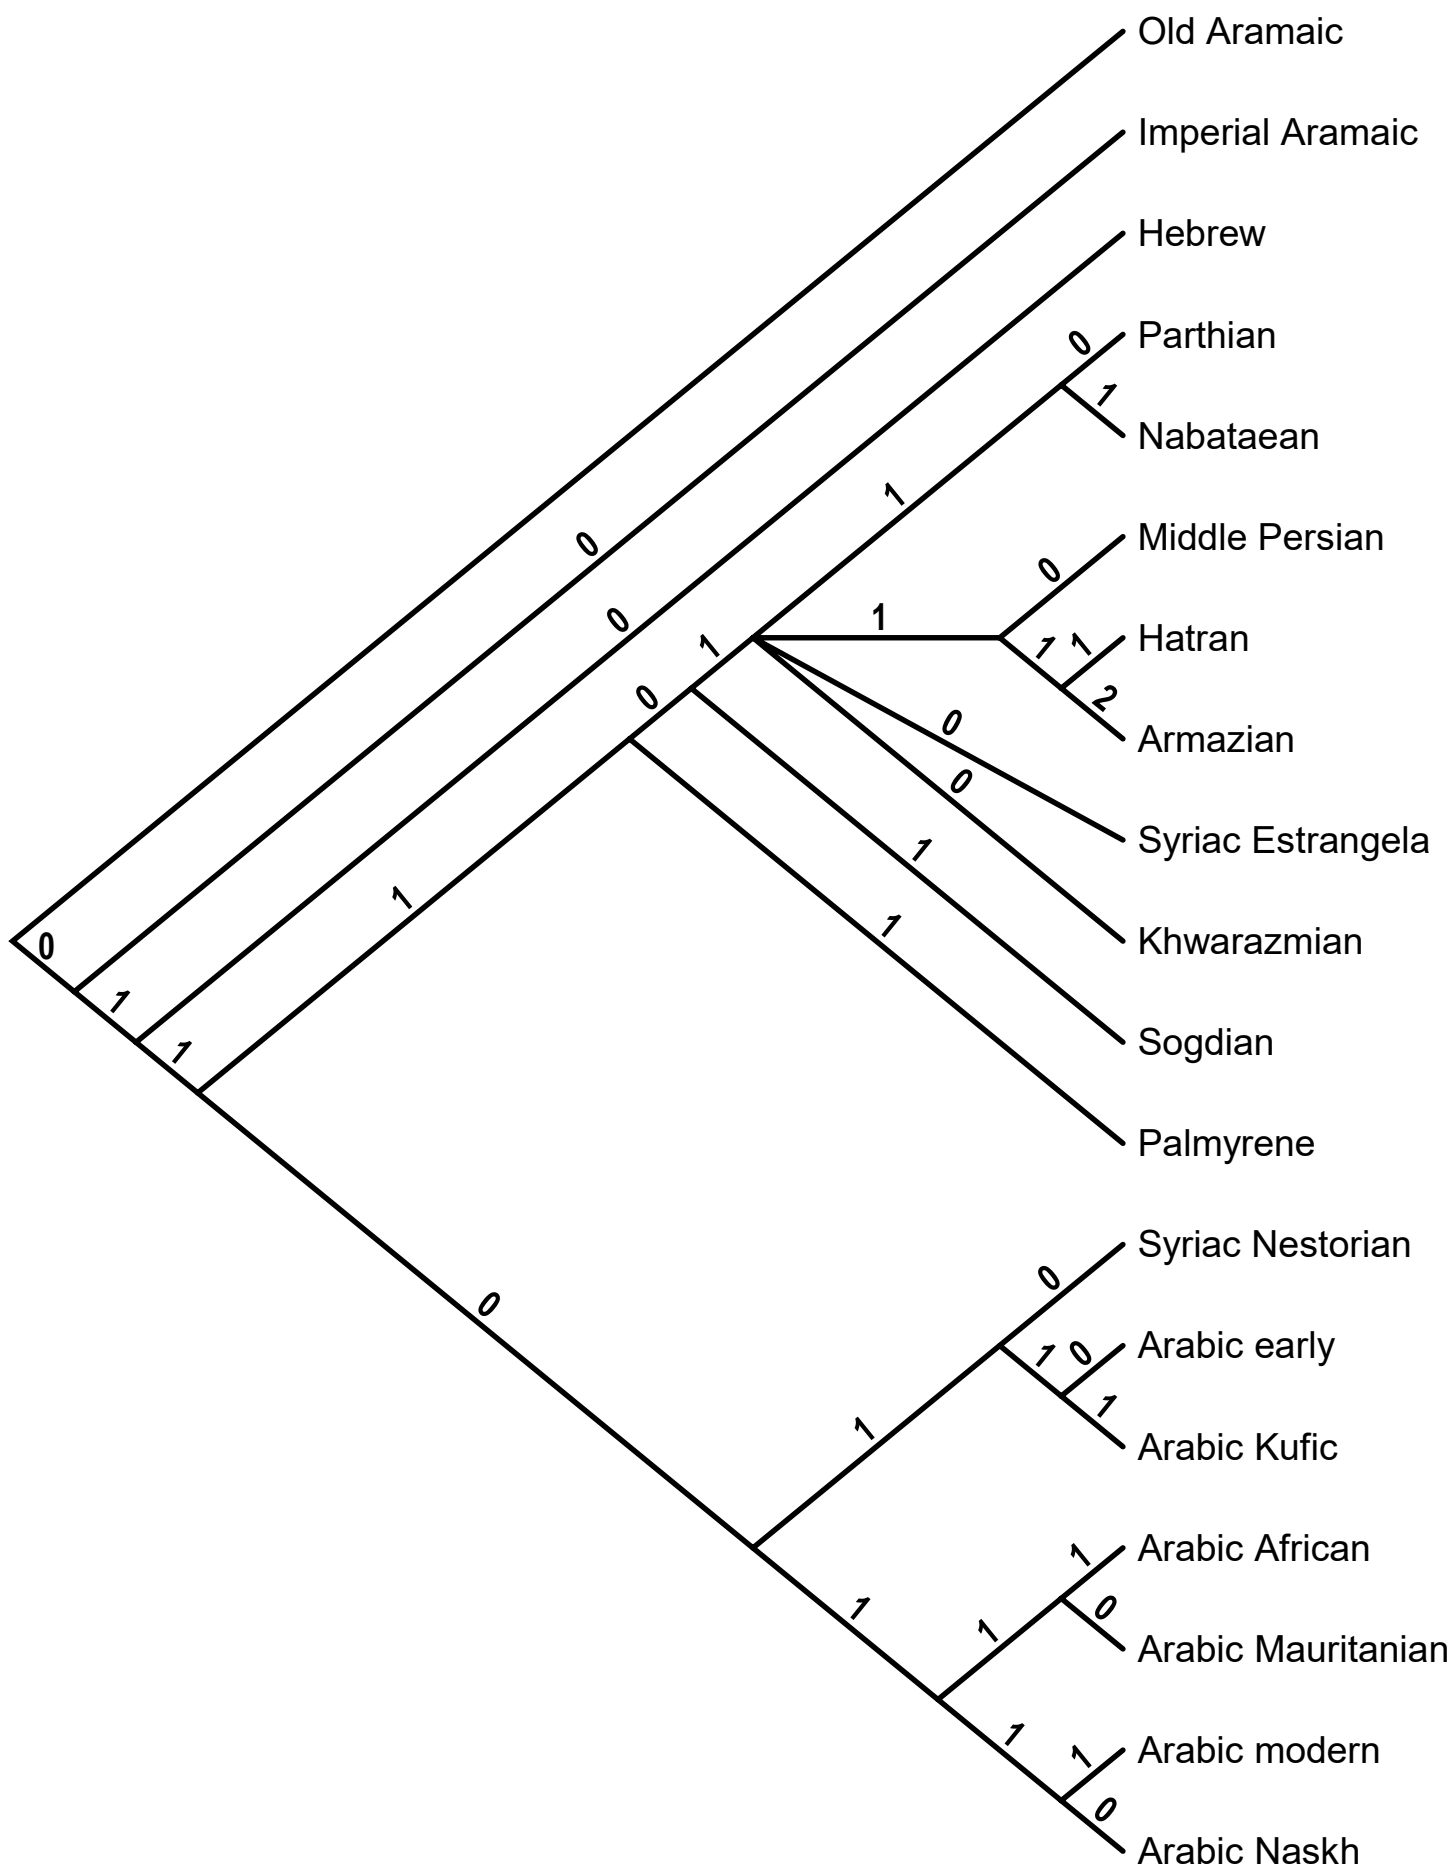 Old Aramaic
Imperial Aramaic
Hebrew
0
Parthian
1
Nabataean
1
0
Middle Persian
0
0
1
1
1
1
Hatran
0
2
Armazian
0
0
Syriac Estrangela
1
1
1
Khwarazmian
0
1
1
Sogdian
Palmyrene
0
0
Syriac Nestorian
1
0
Arabic early
1
1
Arabic Kufic
1
Arabic African
1
1
0
Arabic Mauritanian
1
1
Arabic modern
0
Arabic Naskh